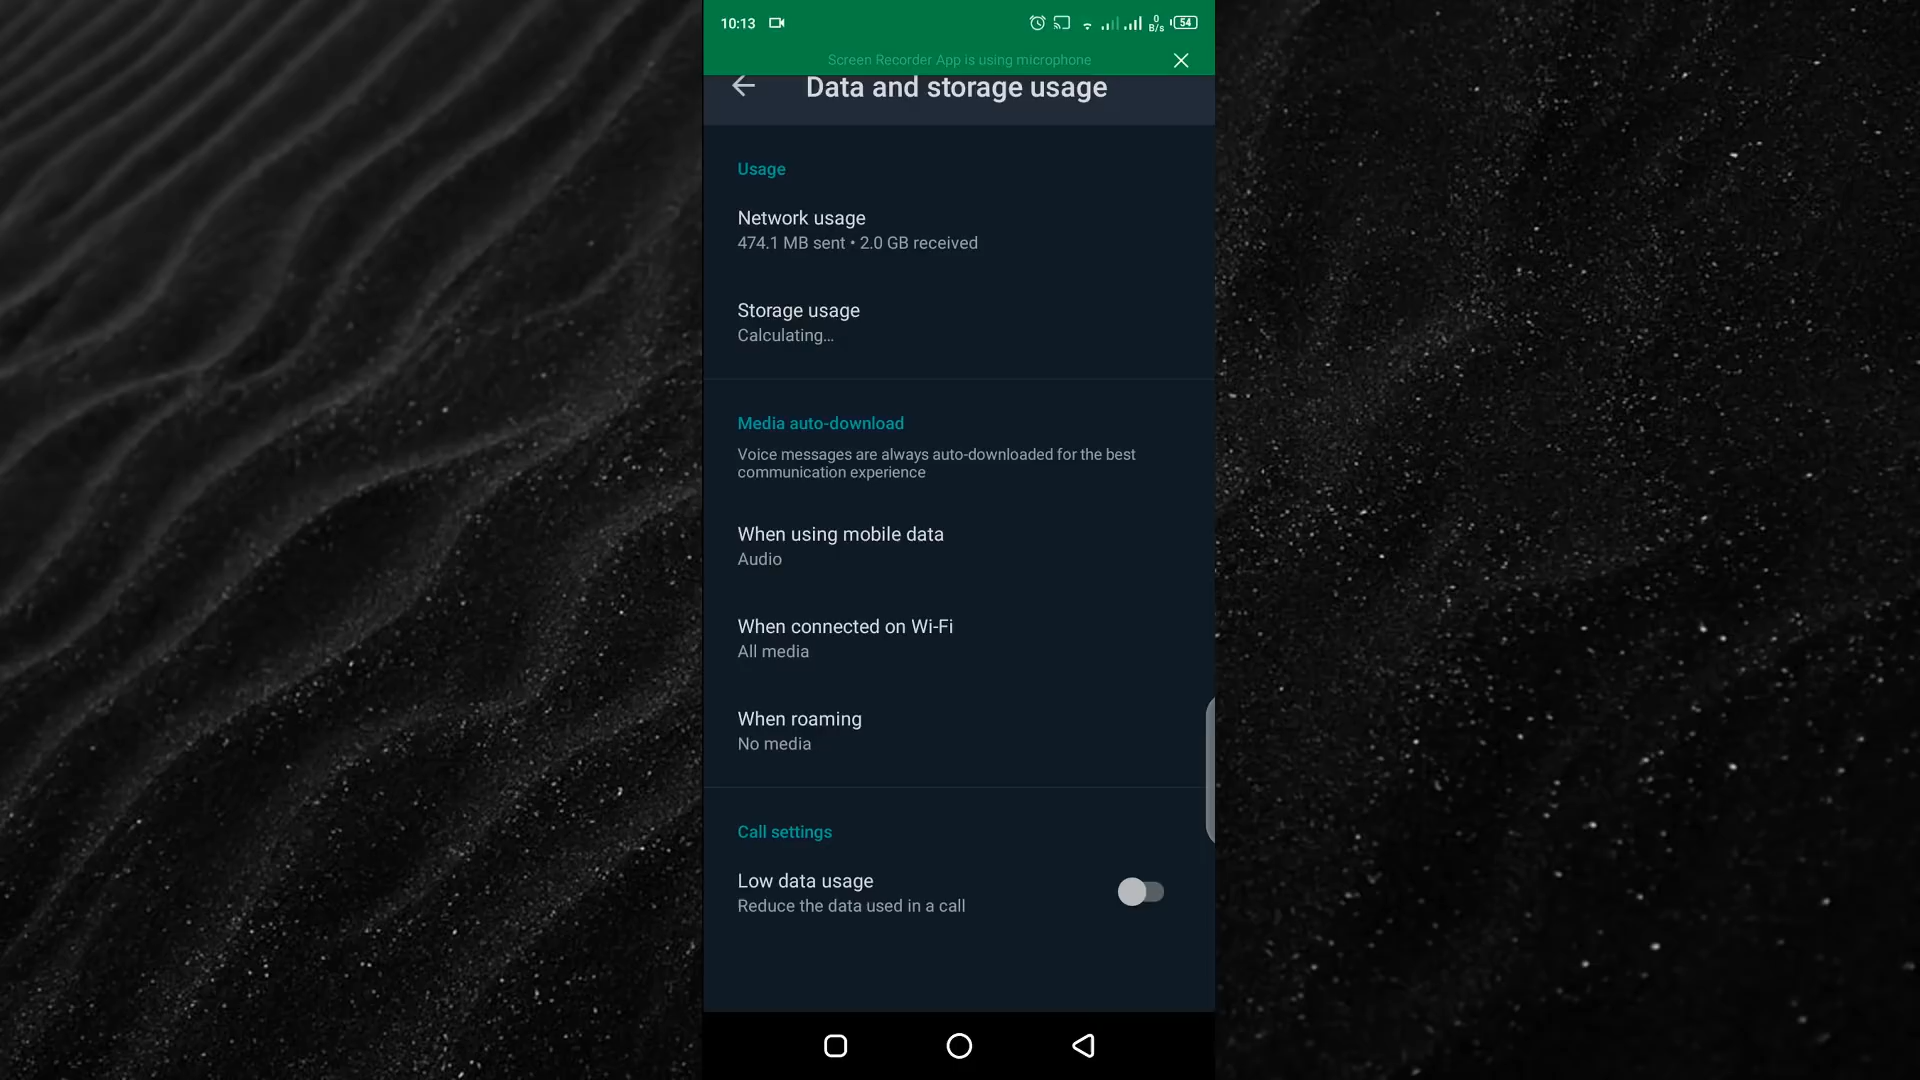 10:13
0
B/s
54
Screen Recorder App is using microphone
Data and storage usage
Usage
Network usage
474.1 MB sent • 2.0 GB received
Storage usage
Calculating…
Media auto-download
Voice messages are always auto-downloaded for the best
communication experience
When using mobile data
Audio
When connected on Wi-Fi
All media
When roaming
No media
Call settings
Low data usage
Reduce the data used in a call